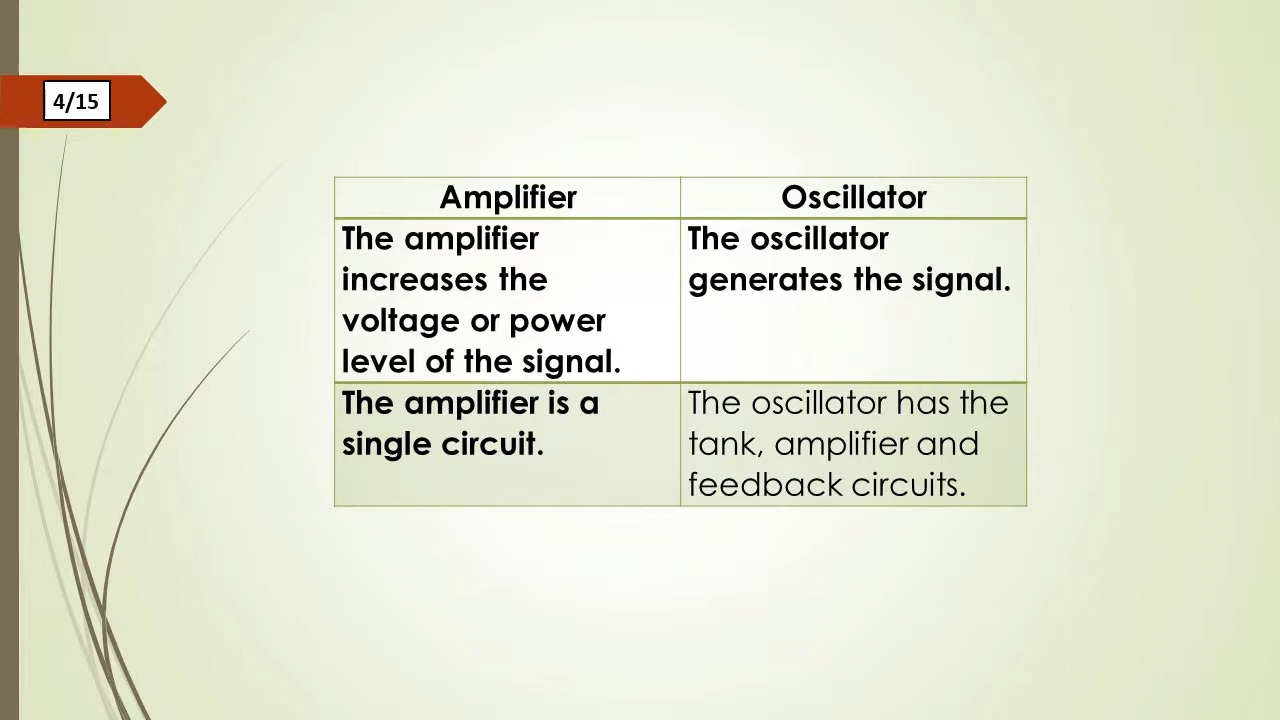 4/15
Amplifier
Oscillator
The amplifier
increases the
voltage or power
level of the signal.
The oscillator
generates the signal.
The amplifier is a
single circuit.
The oscillator has the
tank, amplifier and
feedback circuits.